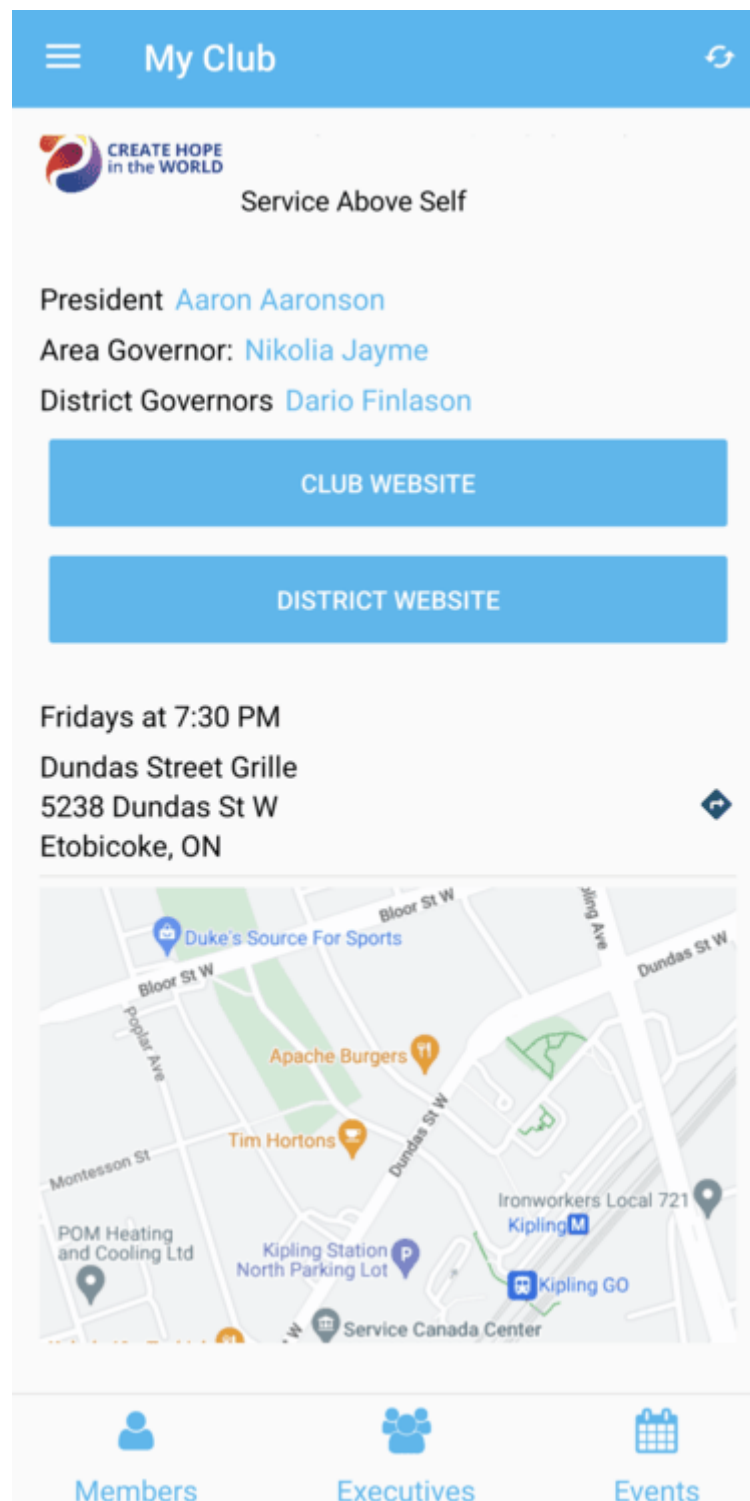 My Club
CREATE HOPE
in the WORLD
Service Above Self
President Aaron Aaronson
Area Governor: Nikolia Jayme
District Governors Dario Finlason
CLUB WEBSITE
DISTRICT WEBSITE
Fridays at 7:30 PM
Dundas Street Grille
5238 Dundas St W
Etobicoke, ON
Bloor St W
Duke's Source For Sports
Dundas St W
Bloor St W
Poplar Ave
Apache Burgers
Tim Hortons
Dundas St W
Montesson St
Ironworkers Local 721
Kipling M
POM Heating
and Cooling Ltd
Kipling Station
North Parking Lot
P
Kipling GO
Service Canada Center
Members
Executives
Events